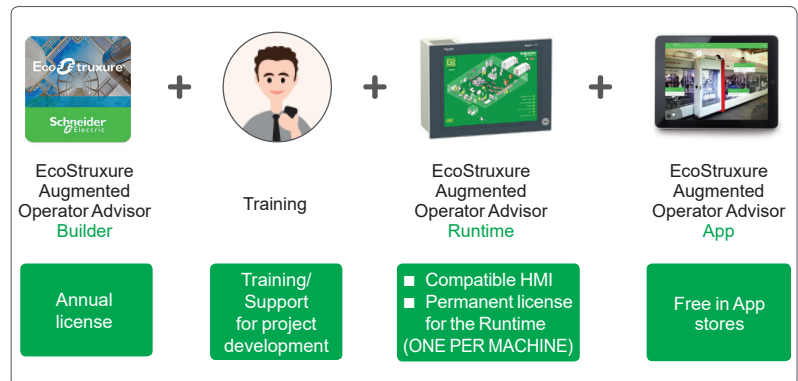 EcoStruxure
Schneider
Electric
EcoStruxure
Augmented
Operator Advisor
Builder
Training
EcoStruxure
Augmented
Operator Advisor
Runtime
EcoStruxure
Augmented
Operator Advisor
App
Annual
license
Training/
Support
for project
development
■ Compatible HMI
■ Permanent license
for the Runtime
(ONE PER MACHINE)
Free in App
stores